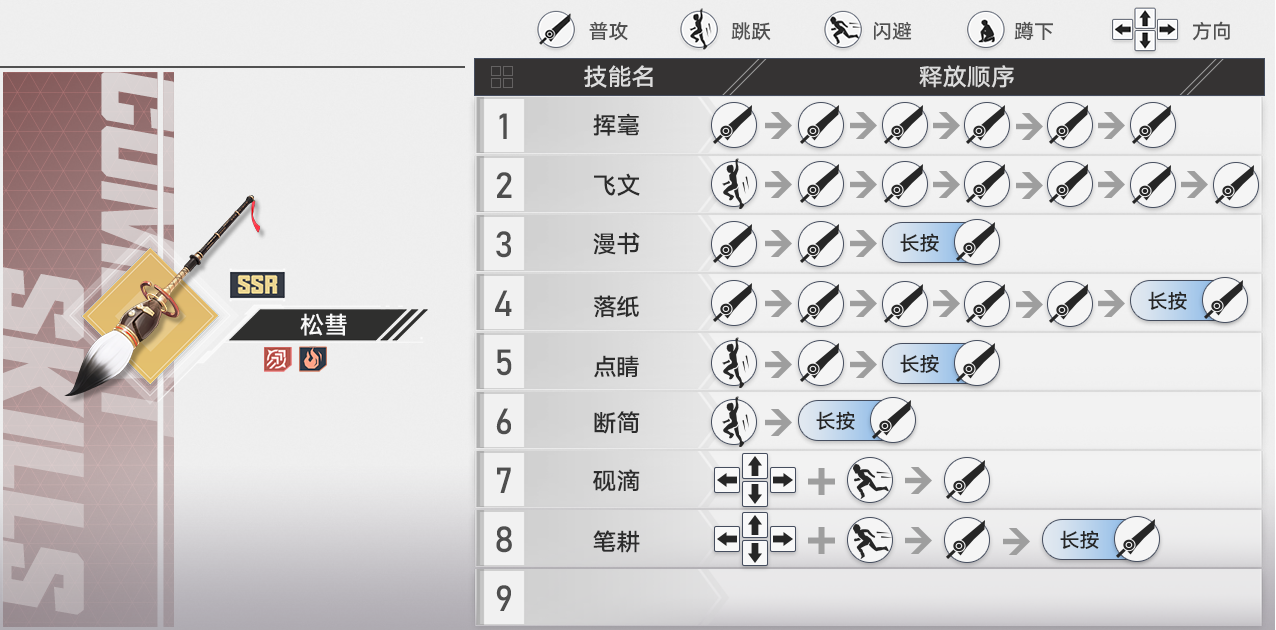 普攻 跳跃 闪避 蹲下 方向
技能名 释放顺序
COMMI
SKILLS
SSR
松彗
1 挥毫
2 飞文
3 漫书 长按
4 落纸 长按
5 点睛 长按
6 断简 长按
7 砚滴
8 笔耕 长按
9